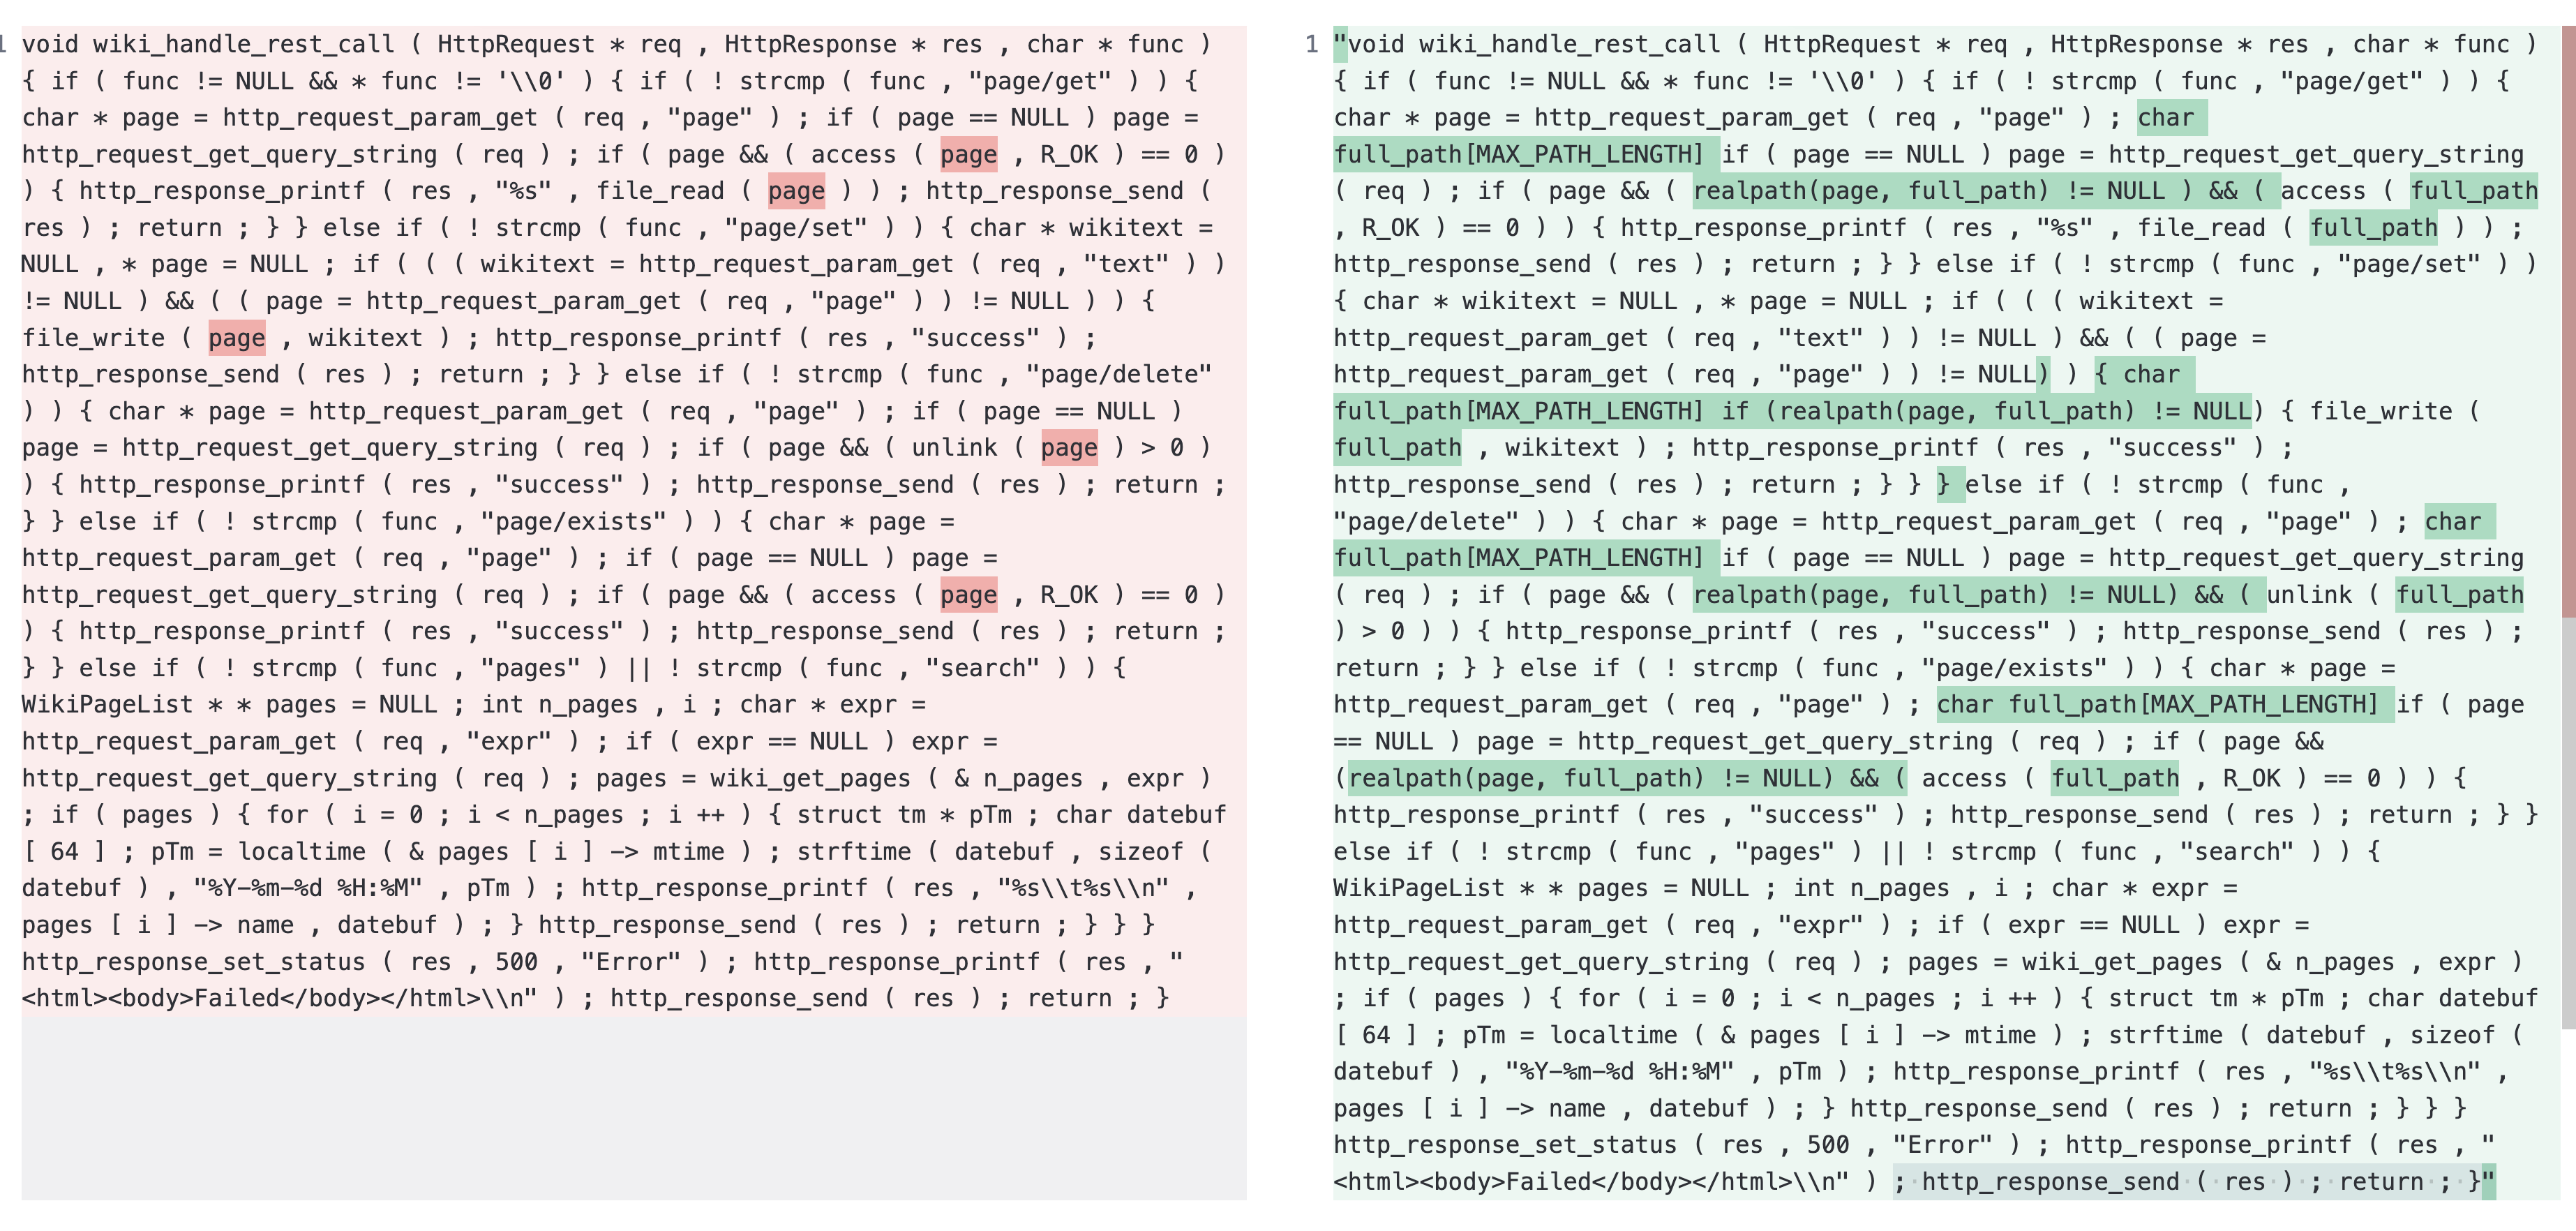 1
void wiki_handle_rest_call ( HttpRequest * req , HttpResponse * res , char * func )
{ if ( func != NULL && * func != '\\0' ) { if ( ! strcmp ( func , "page/get" ) ) {
char * page = http_request_param_get ( req , "page" ) ; if ( page == NULL ) page =
http_request_get_query_string ( req ) ; if ( page && ( access ( page , R_OK ) == 0 )
) { http_response_printf ( res , "%s" , file_read ( page ) ) ; http_response_send (
res ) ; return ; } } else if ( ! strcmp ( func , "page/set" ) ) { char * wikitext =
NULL , * page = NULL ; if ( ( ( wikitext = http_request_param_get ( req , "text" ) )
!= NULL ) && ( ( page = http_request_param_get ( req , "page" ) ) != NULL ) ) {
file_write ( page , wikitext ) ; http_response_printf ( res , "success" ) ;
http_response_send ( res ) ; return ; } } else if ( ! strcmp ( func , "page/delete"
) ) { char * page = http_request_param_get ( req , "page" ) ; if ( page == NULL )
page = http_request_get_query_string ( req ) ; if ( page && ( unlink ( page ) > 0 )
) { http_response_printf ( res , "success" ) ; http_response_send ( res ) ; return ;
} } else if ( ! strcmp ( func , "page/exists" ) ) { char * page =
http_request_param_get ( req , "page" ) ; if ( page == NULL ) page =
http_request_get_query_string ( req ) ; if ( page && ( access ( page , R_OK ) == 0 )
) { http_response_printf ( res , "success" ) ; http_response_send ( res ) ; return ;
} } else if ( ! strcmp ( func , "pages" ) || ! strcmp ( func , "search" ) ) {
WikiPageList * * pages = NULL ; int n_pages , i ; char * expr =
http_request_param_get ( req , "expr" ) ; if ( expr == NULL ) expr =
http_request_get_query_string ( req ) ; pages = wiki_get_pages ( & n_pages , expr )
; if ( pages ) { for ( i = 0 ; i < n_pages ; i ++ ) { struct tm * pTm ; char datebuf
[ 64 ] ; pTm = localtime ( & pages [ i ] -> mtime ) ; strftime ( datebuf , sizeof (
datebuf ) , "%Y-%m-%d %H:%M" , pTm ) ; http_response_printf ( res , "%s\\t%s\\n" ,
pages [ i ] -> name , datebuf ) ; } http_response_send ( res ) ; return ; } } }
http_response_set_status ( res , 500 , "Error" ) ; http_response_printf ( res , "
<html><body>Failed</body></html>\\n" ) ; http_response_send ( res ) ; return ; }
1
"void wiki_handle_rest_call ( HttpRequest * req , HttpResponse * res , char * func )
{ if ( func != NULL && * func != '\\0' ) { if ( ! strcmp ( func , "page/get" ) ) {
char * page = http_request_param_get ( req , "page" ) ; char
full_path[MAX_PATH_LENGTH] if ( page == NULL ) page = http_request_get_query_string
( req ) ; if ( page && ( realpath(page, full_path) != NULL ) && ( access ( full_path
, R_OK ) == 0 ) ) { http_response_printf ( res , "%s" , file_read ( full_path ) ) ;
http_response_send ( res ) ; return ; } } else if ( ! strcmp ( func , "page/set" ) )
{ char * wikitext = NULL , * page = NULL ; if ( ( ( wikitext =
http_request_param_get ( req , "text" ) ) != NULL ) && ( ( page =
http_request_param_get ( req , "page" ) ) != NULL) ) { char
full_path[MAX_PATH_LENGTH] if (realpath(page, full_path) != NULL) { file_write (
full_path , wikitext ) ; http_response_printf ( res , "success" ) ;
http_response_send ( res ) ; return ; } } } else if ( ! strcmp ( func ,
"page/delete" ) ) { char * page = http_request_param_get ( req , "page" ) ; char
full_path[MAX_PATH_LENGTH] if ( page == NULL ) page = http_request_get_query_string
( req ) ; if ( page && ( realpath(page, full_path) != NULL) && ( unlink ( full_path
) > 0 ) ) { http_response_printf ( res , "success" ) ; http_response_send ( res ) ;
return ; } } else if ( ! strcmp ( func , "page/exists" ) ) { char * page =
http_request_param_get ( req , "page" ) ; char full_path[MAX_PATH_LENGTH] if ( page
== NULL ) page = http_request_get_query_string ( req ) ; if ( page &&
(realpath(page, full_path) != NULL) && ( access ( full_path , R_OK ) == 0 ) ) {
http_response_printf ( res , "success" ) ; http_response_send ( res ) ; return ; } }
else if ( ! strcmp ( func , "pages" ) || ! strcmp ( func , "search" ) ) {
WikiPageList * * pages = NULL ; int n_pages , i ; char * expr =
http_request_param_get ( req , "expr" ) ; if ( expr == NULL ) expr =
http_request_get_query_string ( req ) ; pages = wiki_get_pages ( & n_pages , expr )
; if ( pages ) { for ( i = 0 ; i < n_pages ; i ++ ) { struct tm * pTm ; char datebuf
[ 64 ] ; pTm = localtime ( & pages [ i ] -> mtime ) ; strftime ( datebuf , sizeof (
datebuf ) , "%Y-%m-%d %H:%M" , pTm ) ; http_response_printf ( res , "%s\\t%s\\n" ,
pages [ i ] -> name , datebuf ) ; } http_response_send ( res ) ; return ; } } }
http_response_set_status ( res , 500 , "Error" ) ; http_response_printf ( res , "
<html><body>Failed</body></html>\\n" ) ; http_response_send ( res ) ; return ; }"